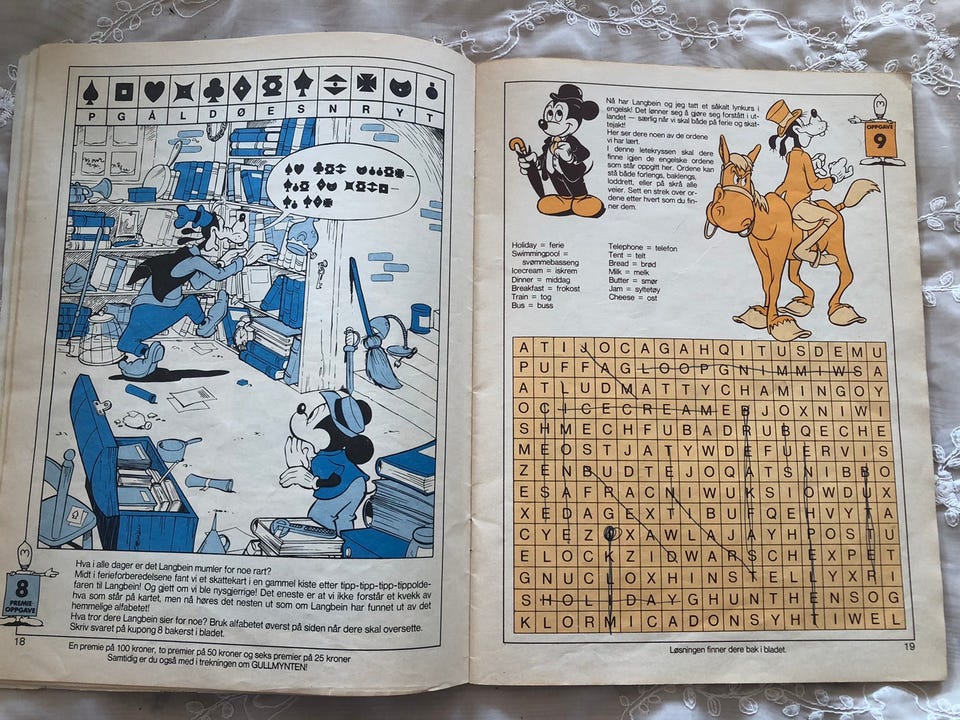 P G Å L D Ø E S N R Y T
Hva i alle dager er det Langbein mumler for noe rart?
Midt i ferieforberedelsene fant vi et skattekart i en gammel kiste etter tipp-tipp-tipp-tippolde-
faren til Langbein! Og gjett om vi ble nysgjerrige! Det eneste er at vi ikke forstår et kvekk av
hva som står på kartet, men nå høres det nesten ut som om Langbein har funnet ut av det
hemmelige alfabetet!
Hva tror dere Langbein sier for noe? Bruk alfabetet øverst på siden når dere skal oversette.
Skriv svaret på kupong 8 bakerst i bladet.
8
PREMIE-
OPPGAVE
18
En premie på 100 kroner, to premier på 50 kroner og seks premier på 25 kroner
Samtidig er du også med i trekningen om GULLMYNTEN!
Nå har Langbein og jeg tatt et såkalt lynkurs i
engelsk! Det lønner seg å gjøre seg forstått i ut-
landet — særlig når vi skal både på ferie og skat-
tejakt!
Her ser dere noen av de ordene
vi har lært.
I denne letekryssen skal dere
finne igjen de engelske ordene
som står oppgitt her. Ordene kan
stå både forlengs, baklengs,
loddrett, eller på skrå alle
veier. Sett en strek over or-
dene etter hvert som du fin-
ner dem.
OPPGAVE
9
Holiday = ferie
Swimmingpool =
svømmebasseng
Icecream = iskrem
Dinner = middag
Breakfast = frokost
Train = tog
Bus = buss
Telephone = telefon
Tent = telt
Bread = brød
Milk = melk
Butter = smør
Jam = syltetøy
Cheese = ost
A T I J O C A G A H Q I T U S D E M U
P U F F A G L O O P G N I M M I W S A
A T L U D M A T T Y C H A M I N G O Y
O C I C E C R E A M E B J O X N I W I
S H M E C H F U B A D R U B Q E C H E
M E O S T J A T Y W D E F U E R V I S
Z E N B U D T E J O Q A T S N I B B O
E S A F R A C N I W U K S I O W D U X
X E D A G E X T I B U F Q E H V Y T A
C Y E Z K O X A W L A J A Y H P O S T U
E L O C K Z I D W A R S C H E X P E T
G N U C L O X H I N S T E L L Y X R I
S H O L I D A Y G H U N T H E N S O G
K L O R M I C A D O N S Y H T I W E L
Løsningen finner dere bak i bladet.
19